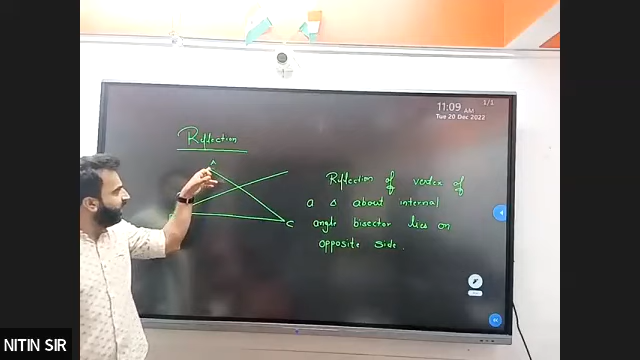 11:09 AM
1/1
Tue 20 Dec 2022
Reflection
A
Reflection of vertex of
a Δ about internal
C
angle bisector lies on
opposite side.
NITIN SIR